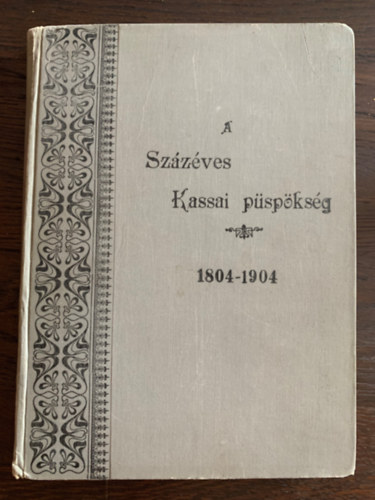 A
Százéves
Kassai püspökség
1804-1904